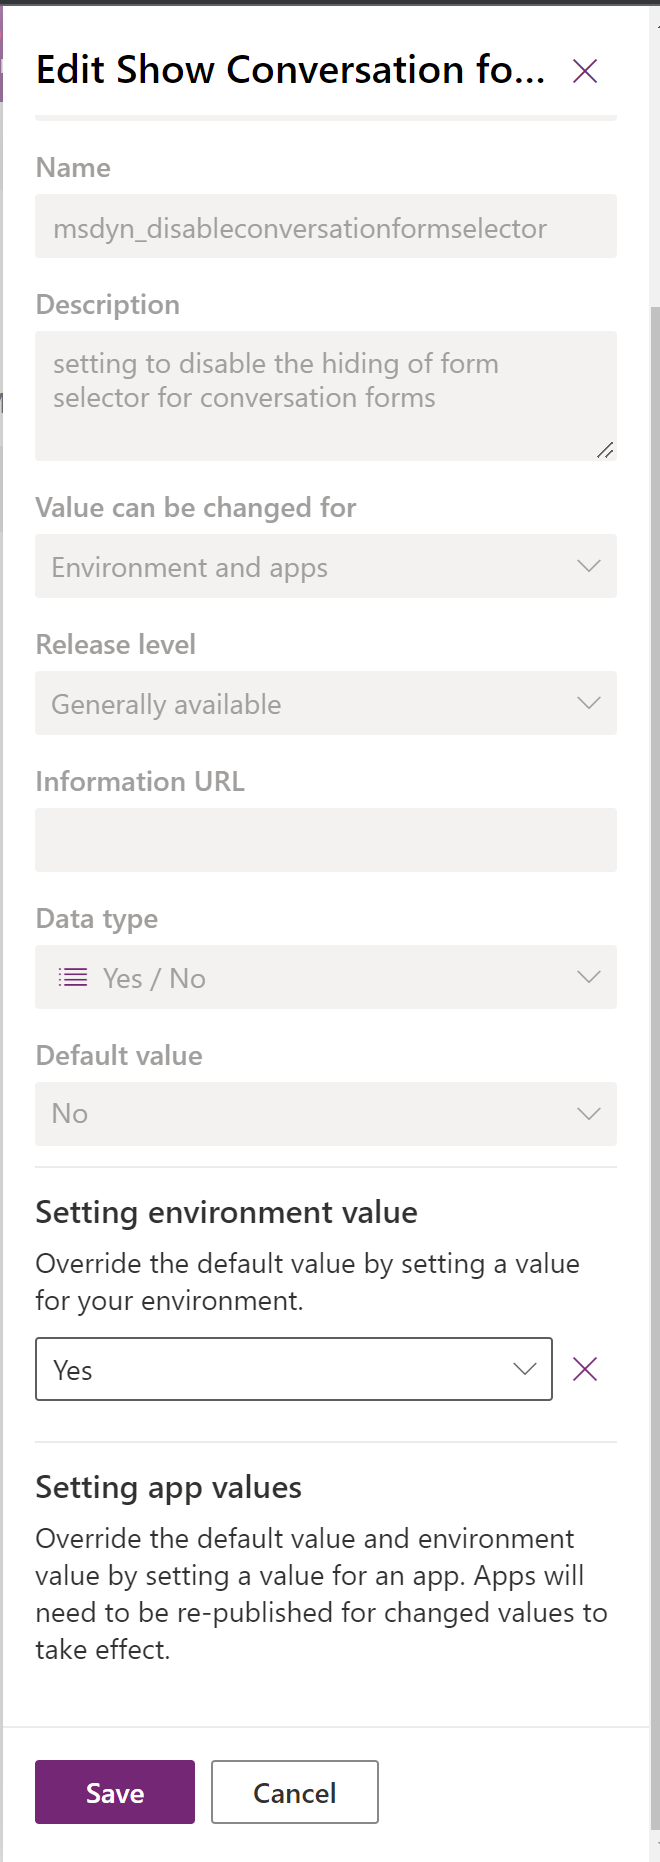 Edit Show Conversation fo...
Name
msdyn_disableconversationformselector
Description
setting to disable the hiding of form
selector for conversation forms
Value can be changed for
Environment and apps
Release level
Generally available
Information URL
Data type
Yes / No
Default value
No
Setting environment value
Override the default value by setting a value
for your environment.
Yes
Setting app values
Override the default value and environment
value by setting a value for an app. Apps will
need to be re-published for changed values to
take effect.
Save
Cancel